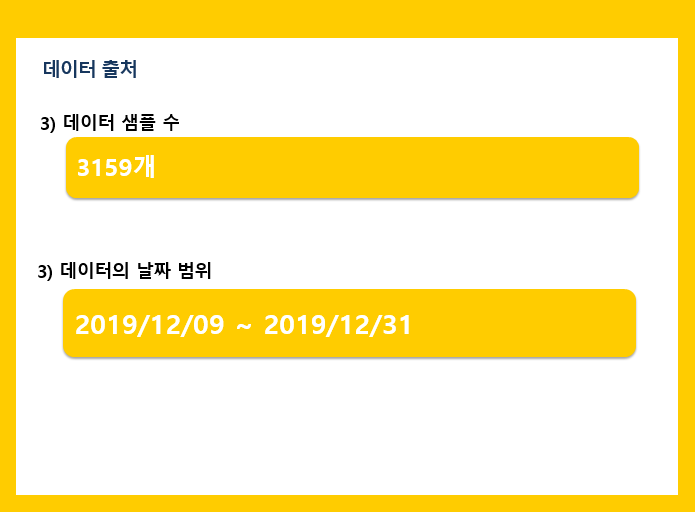 데이터 출처
3) 데이터 샘플 수
3159개
3) 데이터의 날짜 범위
2019/12/09 ~ 2019/12/31